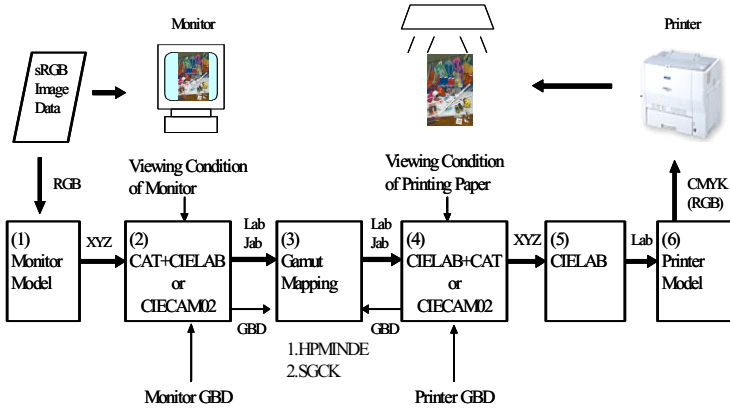 Monitor
Printer
sRGB
Image
Data
Viewing Condition
of Monitor
Viewing Condition
of Printing Paper
RGB
CMYK
(RGB)
(1)
Monitor
Model
XYZ
(2)
CAT+CIELAB
or
CIECAM02
Lab
Jab
(3)
Gamut
Mapping
Lab
Jab
(4)
CIELAB+CAT
or
CIECAM02
XYZ
(5)
CIELAB
Lab
(6)
Printer
Model
GBD
GBD
1.HPMINDE
2.SGCK
Monitor GBD
Printer GBD